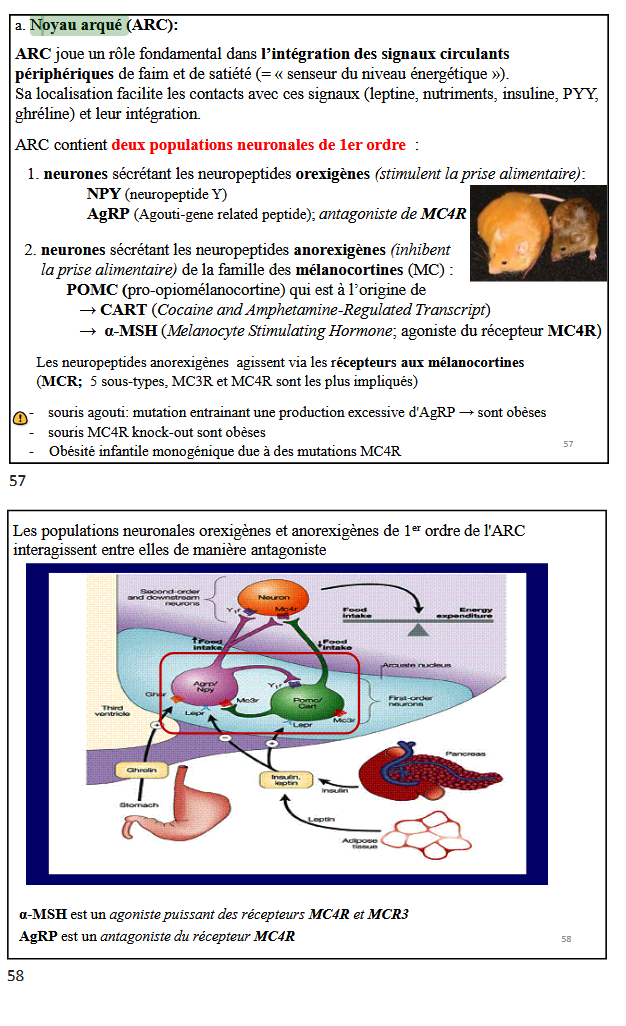 a. Noyau arqué (ARC):
ARC joue un rôle fondamental dans l'intégration des signaux circulants
périphériques de faim et de satiété (= « senseur du niveau énergétique »).
Sa localisation facilite les contacts avec ces signaux (leptine, nutriments, insuline, PYY,
ghréline) et leur intégration.
ARC contient deux populations neuronales de 1er ordre :
1. neurones sécrétant les neuropeptides orexigènes (stimulent la prise alimentaire):
NPY (neuropeptide Y)
AgRP (Agouti-gene related peptide); antagoniste de MC4R
2. neurones sécrétant les neuropeptides anorexigènes (inhibent
la prise alimentaire) de la famille des mélanocortines (MC) :
POMC (pro-opiomélanocortine) qui est à l'origine de
→ CART (Cocaine and Amphetamine-Regulated Transcript)
→ α-MSH (Melanocyte Stimulating Hormone; agoniste du récepteur MC4R)
Les neuropeptides anorexigènes agissent via les récepteurs aux mélanocortines
(MCR; 5 sous-types, MC3R et MC4R sont les plus impliqués)
- souris agouti: mutation entrainant une production excessive d'AgRP → sont obèses
- souris MC4R knock-out sont obèses
- Obésité infantile monogénique due à des mutations MC4R
57
57
Les populations neuronales orexigènes et anorexigènes de 1er ordre de l'ARC
interagissent entre elles de manière antagoniste
Second-order
and downstream
neurons
Neuron
Y1r
Mc4r
Food
intake
Energy
expenditure
Food
intake
Food
intake
Arcuate nucleus
Ghsr
Agrp/
Npy
Y1r
Mc3r
Pomc/
Cart
First-order
neurons
Third
ventricle
Lepr
Lepr
Mc3r
Ghrelin
Insulin,
leptin
Pancreas
Insulin
Stomach
Leptin
Adipose
tissue
α-MSH est un agoniste puissant des récepteurs MC4R et MCR3
AgRP est un antagoniste du récepteur MC4R
58
58